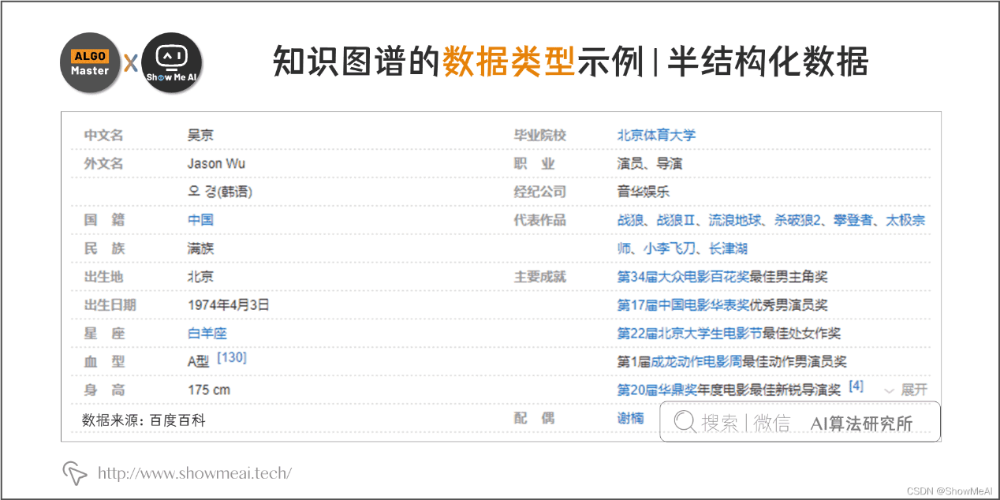 ALGO
Master
X
Show Me AI
知识图谱的数据类型示例|半结构化数据
中文名 吴京
外文名 Jason Wu
오 경(韩语)
国 籍 中国
民 族 满族
出生地 北京
出生日期 1974年4月3日
星 座 白羊座
血 型 A型 [130]
身 高 175 cm
数据来源: 百度百科
毕业院校 北京体育大学
职 业 演员、导演
经纪公司 音华娱乐
代表作品 战狼、战狼Ⅱ、流浪地球、杀破狼2、攀登者、太极宗
师、小李飞刀、长津湖
主要成就 第34届大众电影百花奖最佳男主角奖
第17届中国电影华表奖优秀男演员奖
第22届北京大学生电影节最佳处女作奖
第1届成龙动作电影周最佳动作男演员奖
第20届华鼎奖年度电影最佳新锐导演奖 [4] 展开
配 偶 谢楠
搜索|微信 AI算法研究所
http://www.showmeai.tech/
CSDN @ShowMeAI